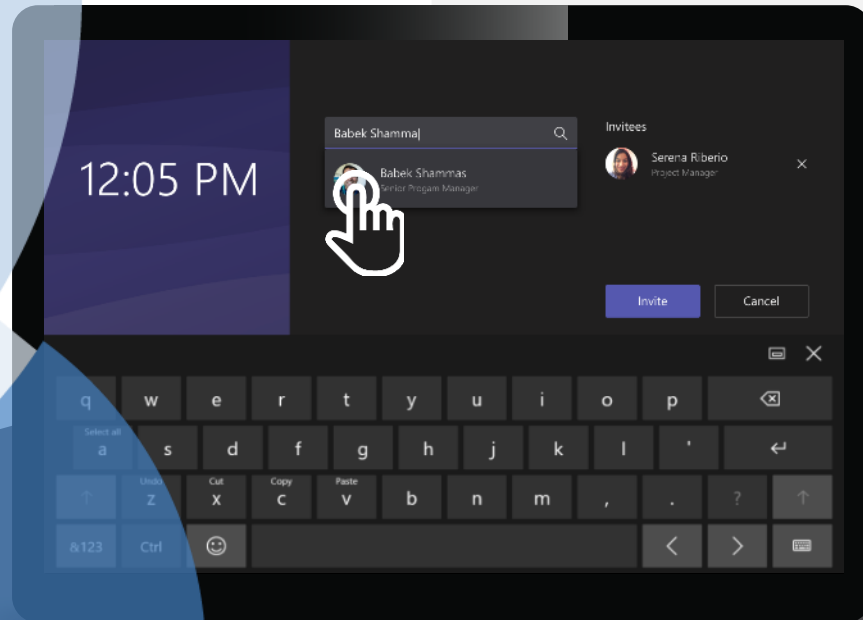 12:05 PM
Babek Shamma
Babek Shammas
Senior Progam Manager
Invitees
Serena Riberio
Project Manager
Invite
Cancel
q w e r t y u i o p
Select all
a s d f g h j k l '
Undo Cut Copy Paste
z x c v b n m , . ?
&123 Ctrl